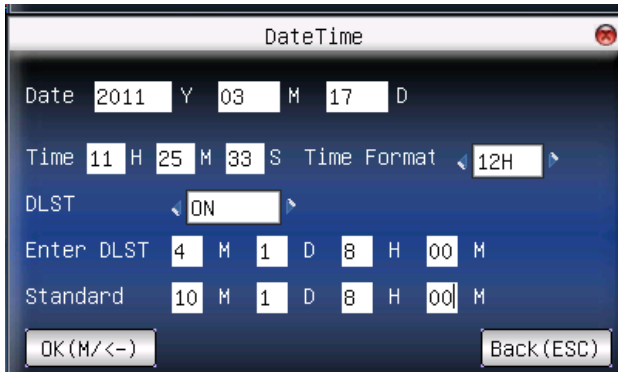 DateTime
Date 2011 Y 03 M 17 D
Time 11 H 25 M 33 S Time Format 12H
DLST ON
Enter DLST 4 M 1 D 8 H 00 M
Standard 10 M 1 D 8 H 00 M
OK(M/<-) Back(ESC)